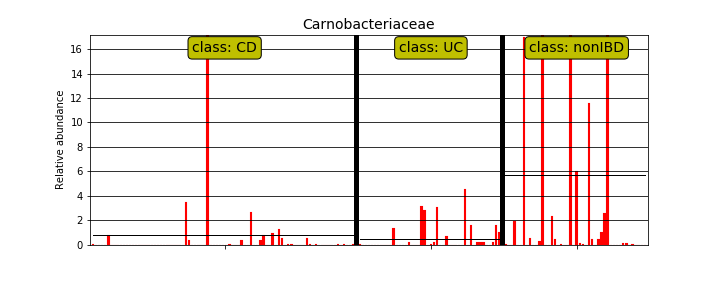 Carnobacteriaceae
class: CD
class: UC
class: nonIBD
Relative abundance
16
14
12
10
8
6
4
2
0